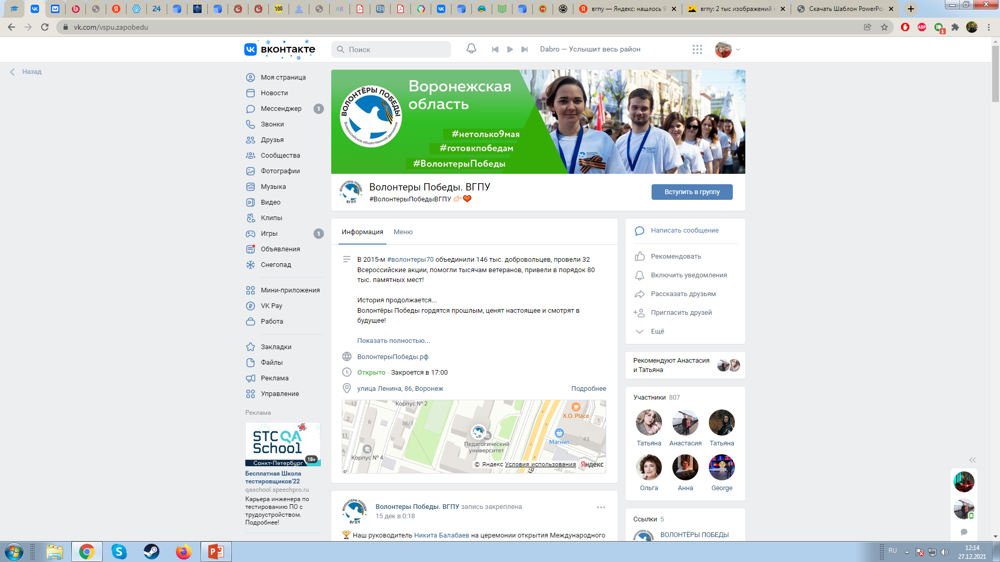 24
100
BR
AR
вгпу — Яндекс: нашлось 9
вгпу: 2 тыс изображений
Скачать Шаблон PowerPoi
vk.com/vspu.zapobedu
ABP
1
вконтакте
Поиск
Dabro — Услышит весь район
Назад
Моя страница
Новости
Мессенджер 1
Звонки
Друзья
Сообщества
Фотографии
Музыка
Видео
Клипы
Игры 1
Объявления
Снегопад
Мини-приложения
VK Pay
Работа
Закладки
Файлы
Реклама
Управление
Реклама
STC QA
School
Санкт-Петербург 18+
Бесплатная Школа
тестировщиков'22
qaschool.speechpro.ru
Карьера инженера по
тестированию ПО с
трудоустройством.
Подробнее!
ВОЛОНТЁРЫ ПОБЕДЫ
Всероссийское общественное движение
Воронежская
область
#нетолько9мая
#готовкпобедам
#ВолонтерыПобеды
Волонтеры Победы. ВГПУ
#ВолонтерыПобедыВГПУ
Вступить в группу
Информация Меню
В 2015-м #волонтеры70 объединили 146 тыс. добровольцев, провели 32
Всероссийские акции, помогли тысячам ветеранов, привели в порядок 80
тыс. памятных мест!
История продолжается...
Волонтёры Победы гордятся прошлым, ценят настоящее и смотрят в
будущее!
Показать полностью...
ВолонтерыПобеды.рф
Открыто · Закроется в 17:00
улица Ленина, 86, Воронеж
Подробнее
13
Корпус № 2
2
6
86/1
11
Корпус № 4
Педагогический
университет
X.O. Place
1
Магнит
43
© Яндекс Условия использования Яндекс
Волонтеры Победы. ВГПУ запись закреплена
15 дек в 0:18
Наш руководитель Никита Балабаев на церемонии открытия Международного
Написать сообщение
Рекомендовать
Включить уведомления
Рассказать друзьям
Пригласить друзей
Ещё
Рекомендуют Анастасия
и Татьяна
Участники 807
Татьяна Анастасия Татьяна
Ольга Анна George
Ссылки 5
ВОЛОНТЁРЫ ПОБЕДЫ
RU
12:14
27.12.2021